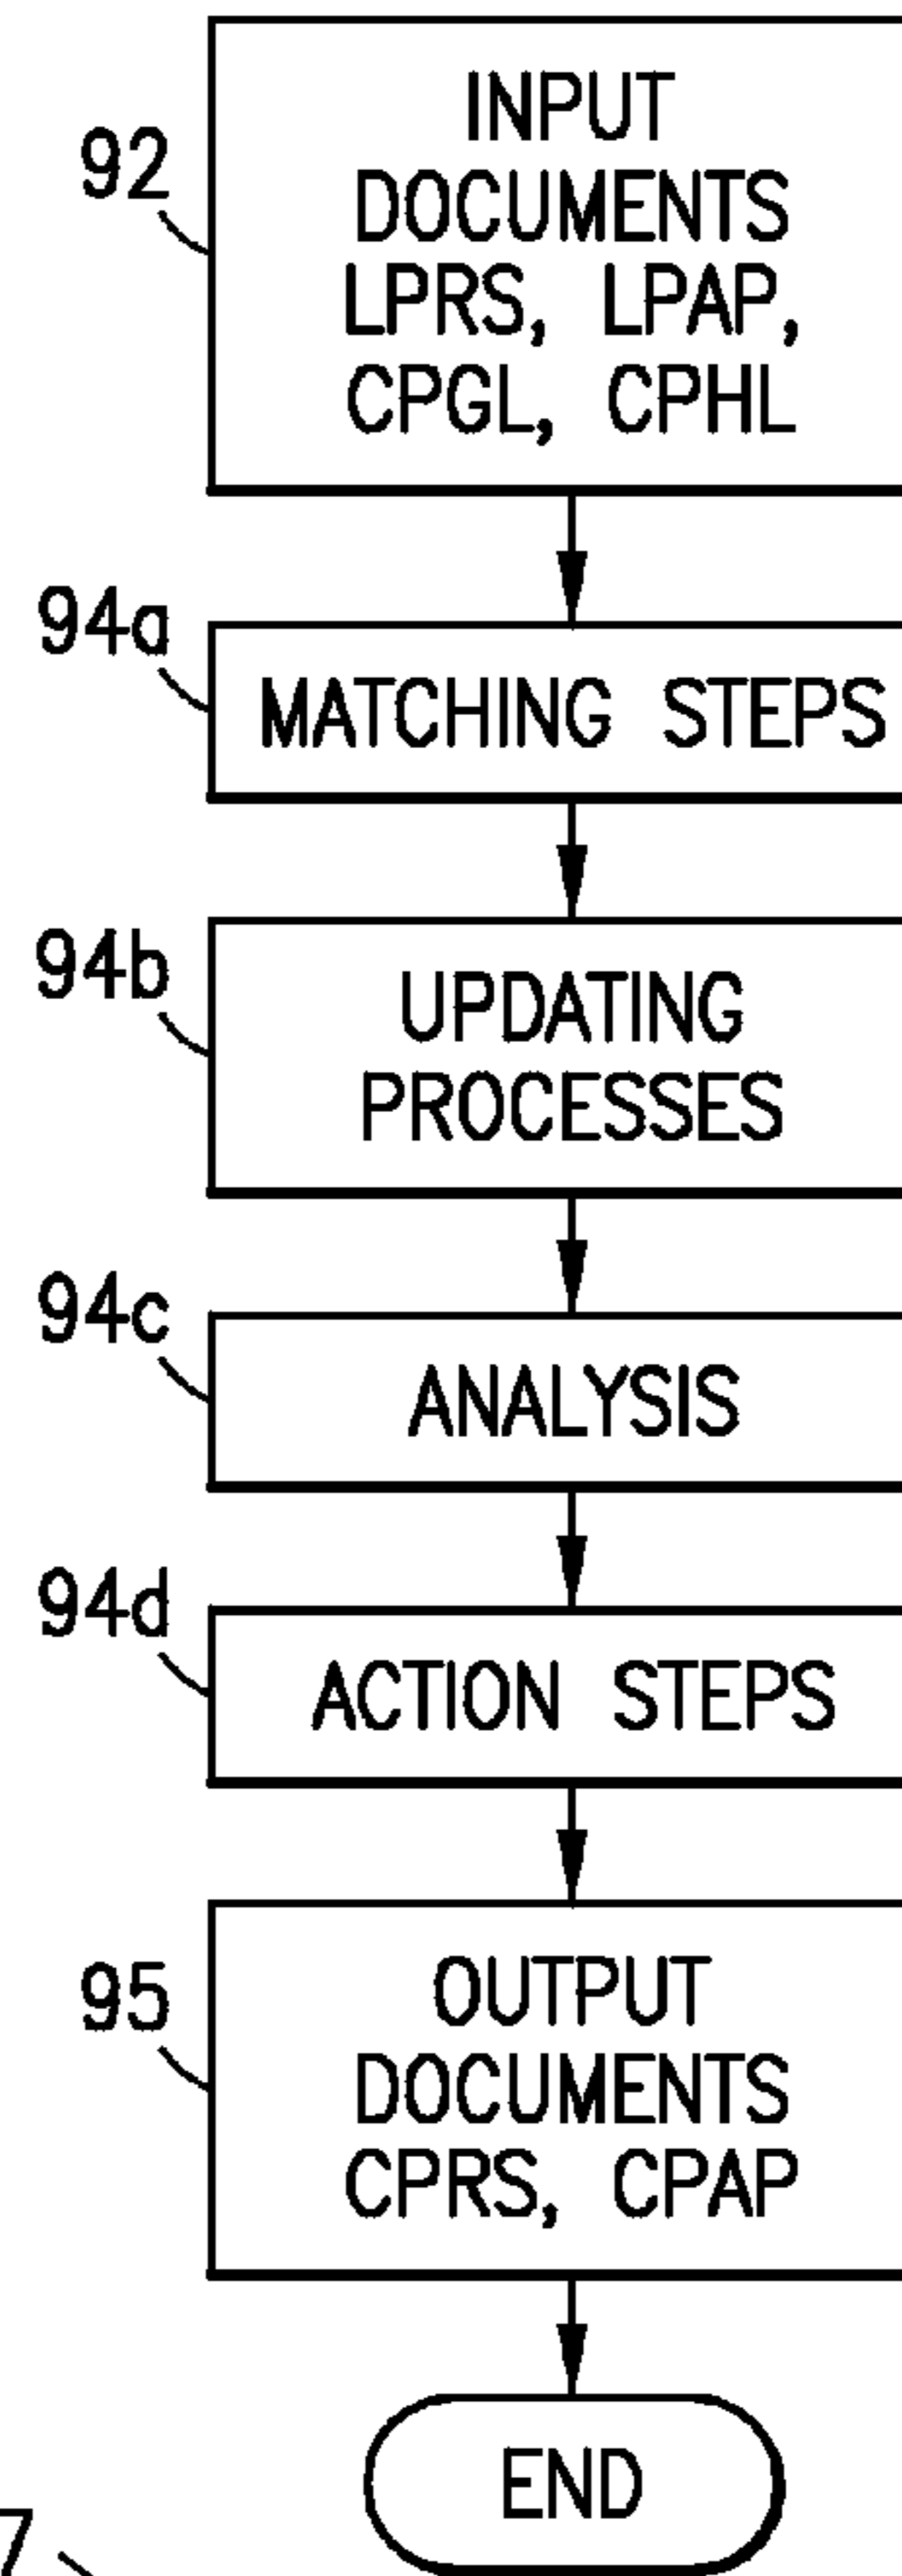 92
INPUT
DOCUMENTS
LPRS, LPAP,
CPGL, CPHL
94a
MATCHING STEPS
94b
UPDATING
PROCESSES
94c
ANALYSIS
94d
ACTION STEPS
95
OUTPUT
DOCUMENTS
CPRS, CPAP
END